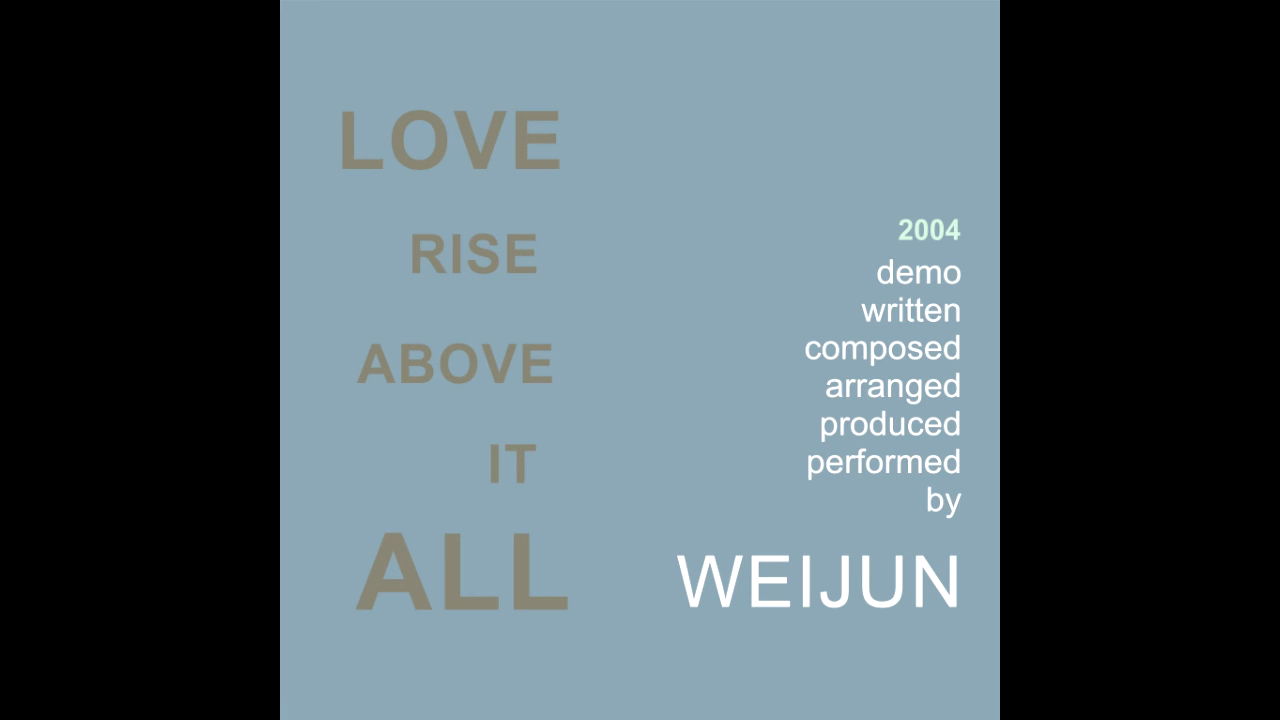 LOVE
RISE
ABOVE
IT
ALL
2004
demo
written
composed
arranged
produced
performed
by
WEIJUN